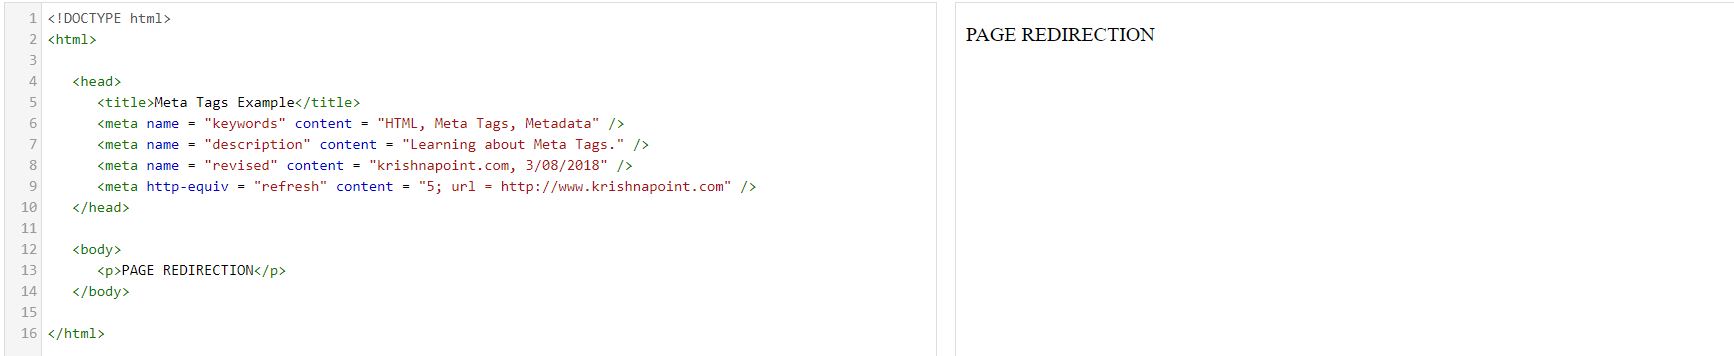 1 <!DOCTYPE html>
2 <html>
3
4 <head>
5 <title>Meta Tags Example</title>
6 <meta name = "keywords" content = "HTML, Meta Tags, Metadata" />
7 <meta name = "description" content = "Learning about Meta Tags." />
8 <meta name = "revised" content = "krishnapoint.com, 3/08/2018" />
9 <meta http-equiv = "refresh" content = "5; url = http://www.krishnapoint.com" />
10 </head>
11
12 <body>
13 <p>PAGE REDIRECTION</p>
14 </body>
15
16 </html>
PAGE REDIRECTION